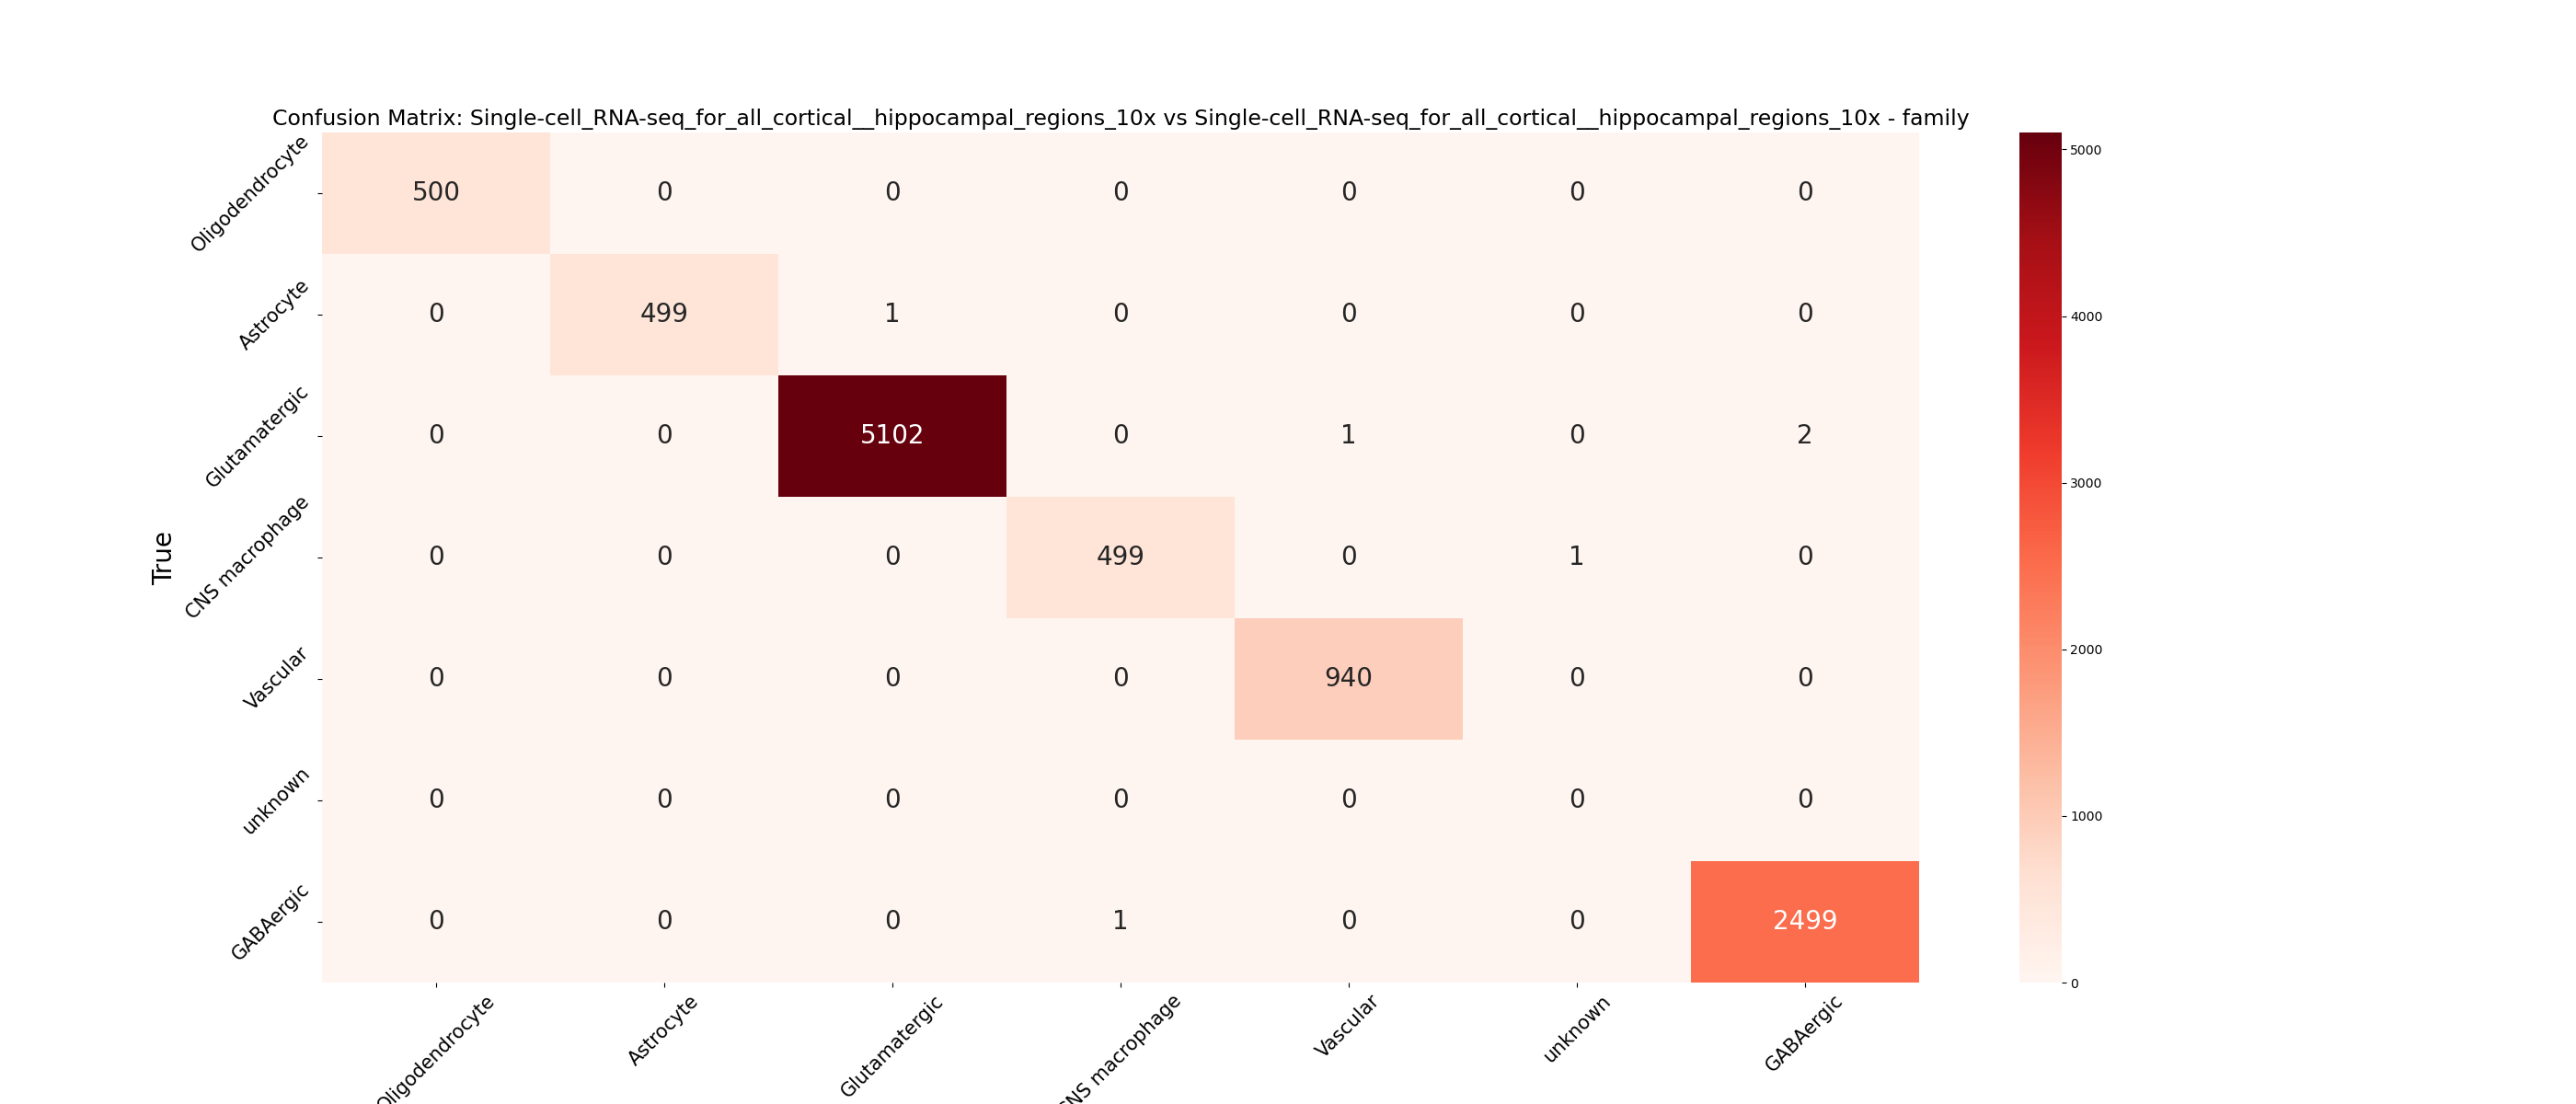 Confusion Matrix: Single-cell_RNA-seq_for_all_cortical__hippocampal_regions_10x vs Single-cell_RNA-seq_for_all_cortical__hippocampal_regions_10x - family
True
Oligodendrocyte 500 0 0 0 0 0 0
Astrocyte 0 499 1 0 0 0 0
Glutamatergic 0 0 5102 0 1 0 2
CNS macrophage 0 0 0 499 0 1 0
Vascular 0 0 0 0 940 0 0
unknown 0 0 0 0 0 0 0
GABAergic 0 0 0 1 0 0 2499
Oligodendrocyte Astrocyte Glutamatergic CNS macrophage Vascular unknown GABAergic
5000
4000
3000
2000
1000
0